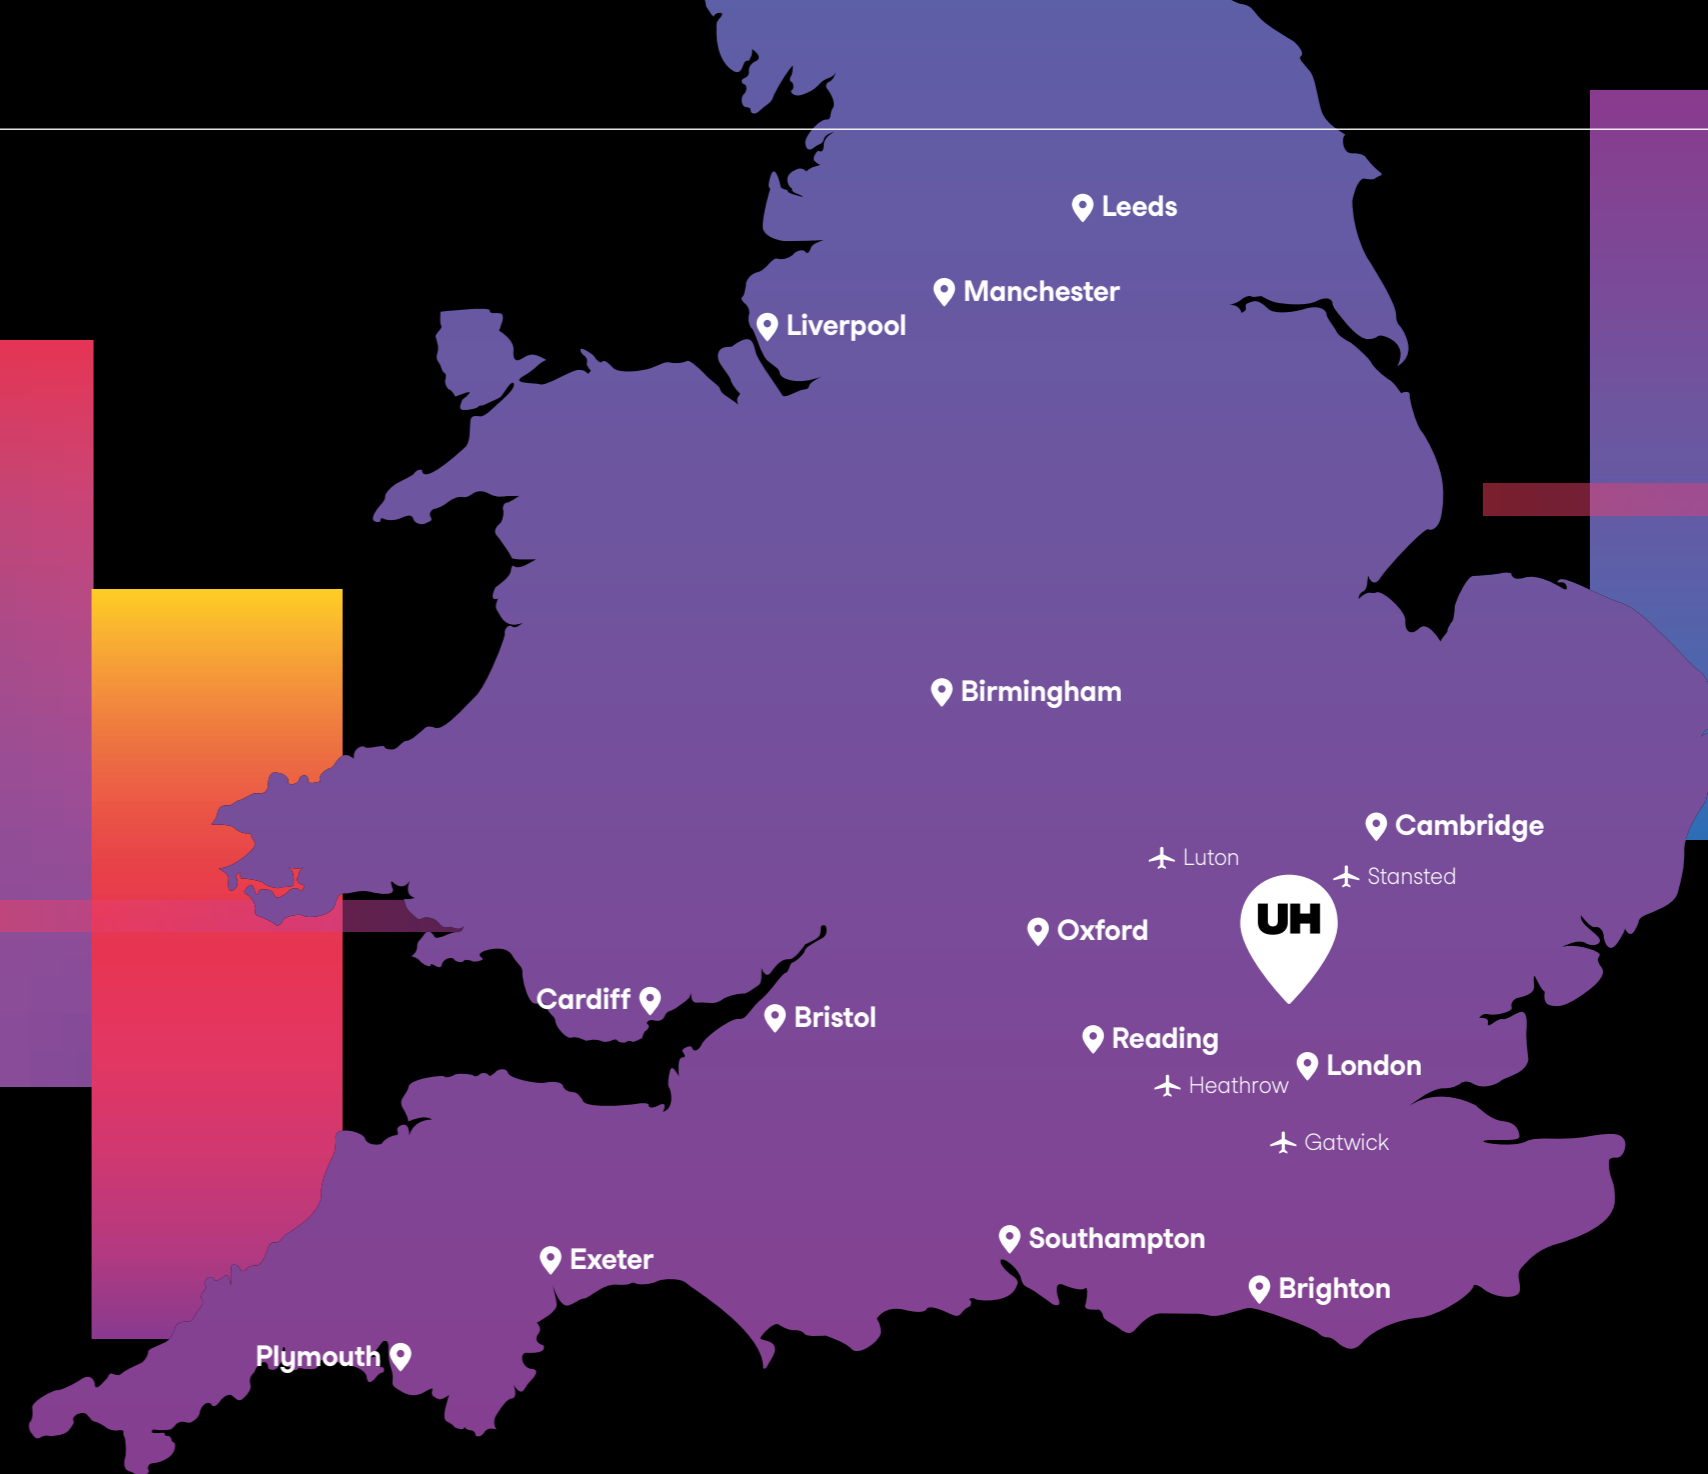 Leeds
Manchester
Liverpool
Birmingham
Cambridge
Luton
Stansted
UH
Oxford
Cardiff
Bristol
Reading
London
Heathrow
Gatwick
Southampton
Exeter
Brighton
Plymouth